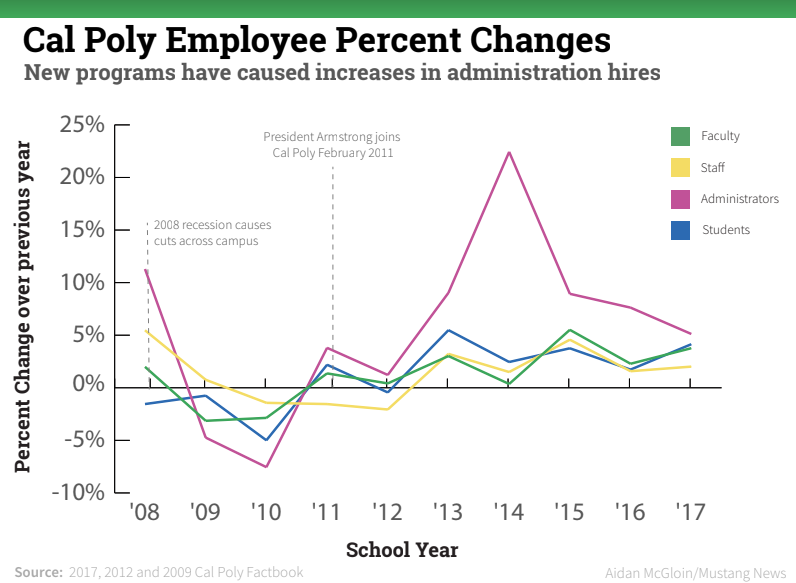 Cal Poly Employee Percent Changes
New programs have caused increases in administration hires
Percent Change over previous year
25%
20%
15%
10%
5%
0%
-5%
-10%
2008 recession causes
cuts across campus
President Armstrong joins
Cal Poly February 2011
Faculty
Staff
Administrators
Students
'08 '09 '10 '11 '12 '13 '14 '15 '16 '17
School Year
Source: 2017, 2012 and 2009 Cal Poly Factbook
Aidan McGloin/Mustang News